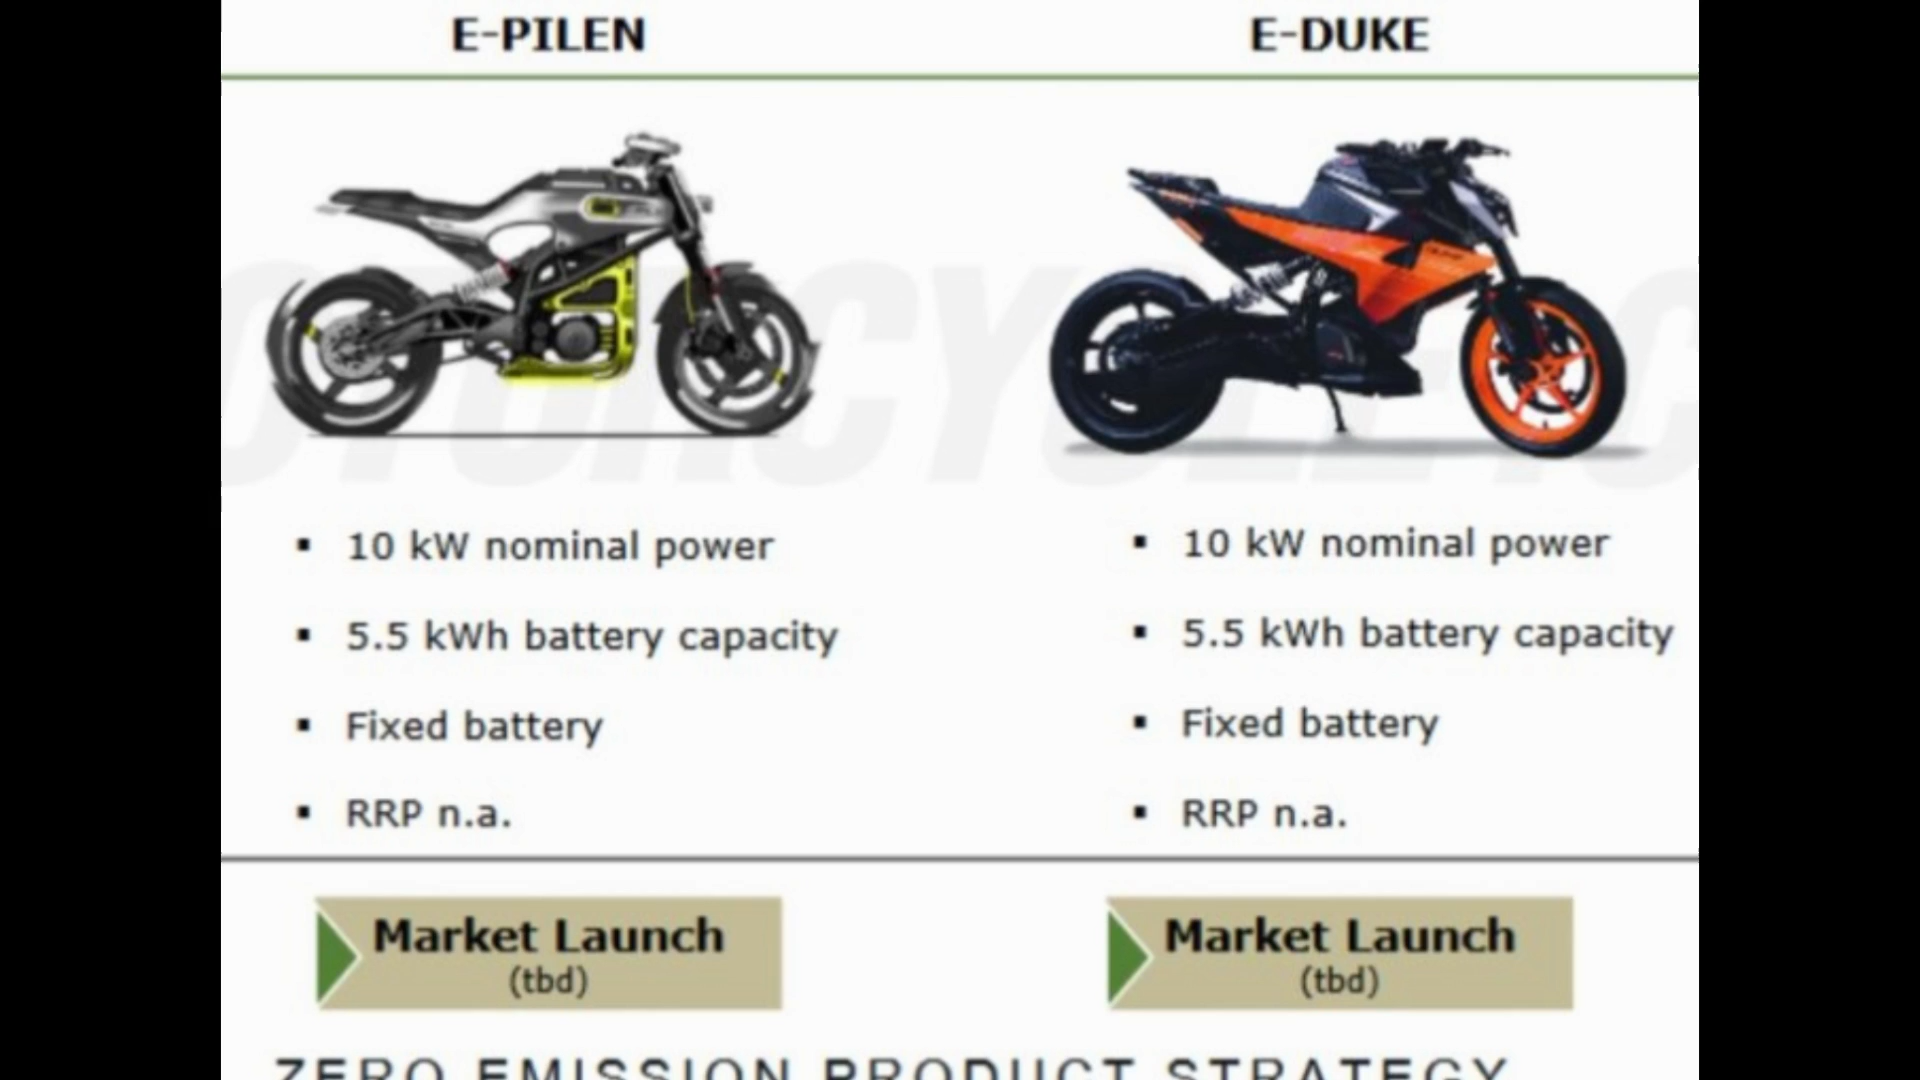 E-PILEN
E-DUKE
▪ 10 kW nominal power
▪ 5.5 kWh battery capacity
▪ Fixed battery
▪ RRP n.a.
▪ 10 kW nominal power
▪ 5.5 kWh battery capacity
▪ Fixed battery
▪ RRP n.a.
Market Launch
(tbd)
Market Launch
(tbd)
ZERO EMISSION PRODUCT STRATEGY